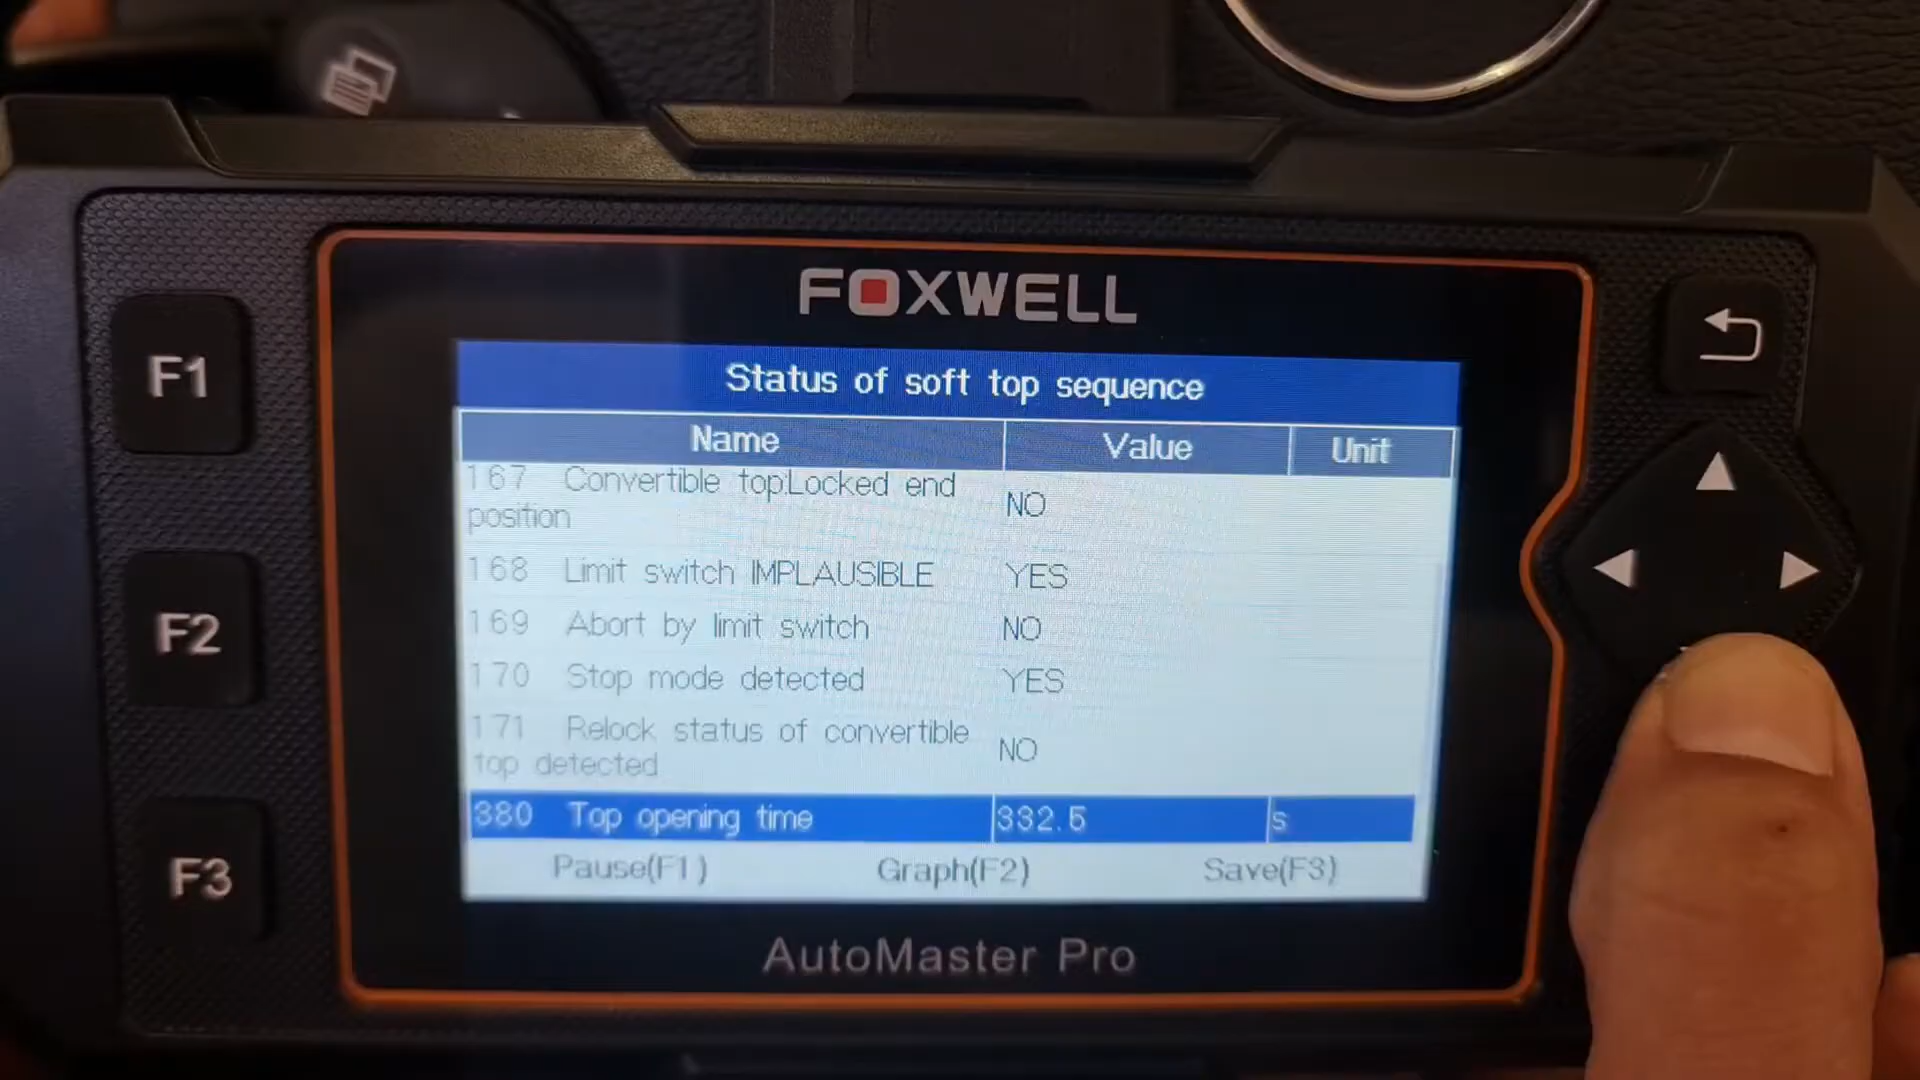 FOXWELL
F1
F2
F3
Status of soft top sequence
Name Value Unit
167 Convertible top:Locked end
position NO
168 Limit switch IMPLAUSIBLE YES
169 Abort by limit switch NO
170 Stop mode detected YES
171 Relock status of convertible
top detected NO
380 Top opening time 332.5 s
Pause(F1) Graph(F2) Save(F3)
AutoMaster Pro